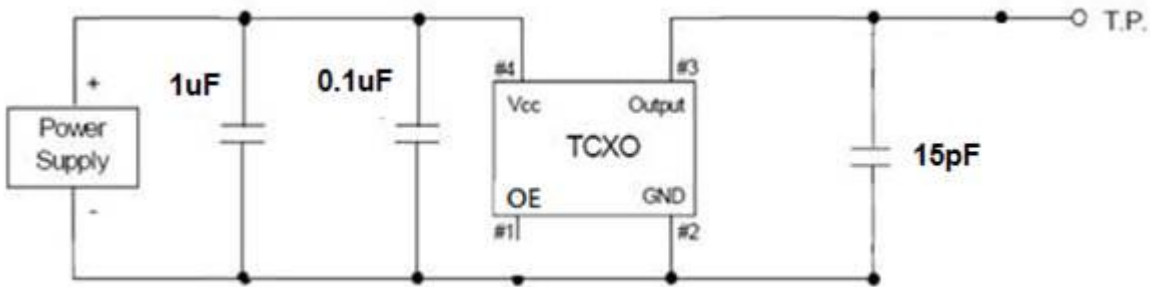 T.P.
1uF
0.1uF
#4
#3
+
Vcc
Output
Power
Supply
TCXO
15pF
-
OE
GND
#1
#2